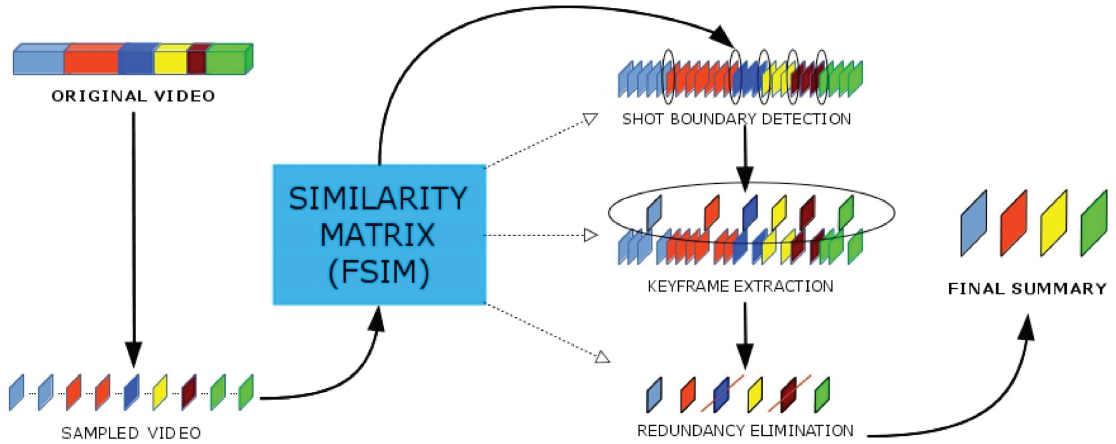 ORIGINAL VIDEO
SAMPLED VIDEO
SIMILARITY
MATRIX
(FSIM)
SHOT BOUNDARY DETECTION
KEYFRAME EXTRACTION
REDUNDANCY ELIMINATION
FINAL SUMMARY